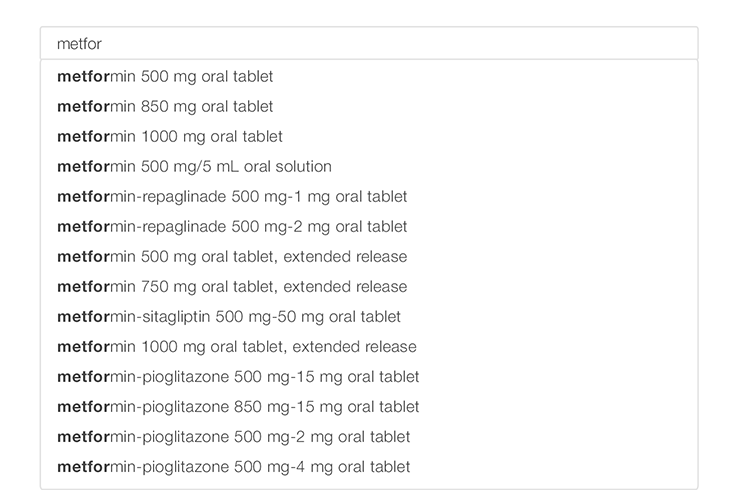 metfor
metformin 500 mg oral tablet
metformin 850 mg oral tablet
metformin 1000 mg oral tablet
metformin 500 mg/5 mL oral solution
metformin-repaglinade 500 mg-1 mg oral tablet
metformin-repaglinade 500 mg-2 mg oral tablet
metformin 500 mg oral tablet, extended release
metformin 750 mg oral tablet, extended release
metformin-sitagliptin 500 mg-50 mg oral tablet
metformin 1000 mg oral tablet, extended release
metformin-pioglitazone 500 mg-15 mg oral tablet
metformin-pioglitazone 850 mg-15 mg oral tablet
metformin-pioglitazone 500 mg-2 mg oral tablet
metformin-pioglitazone 500 mg-4 mg oral tablet